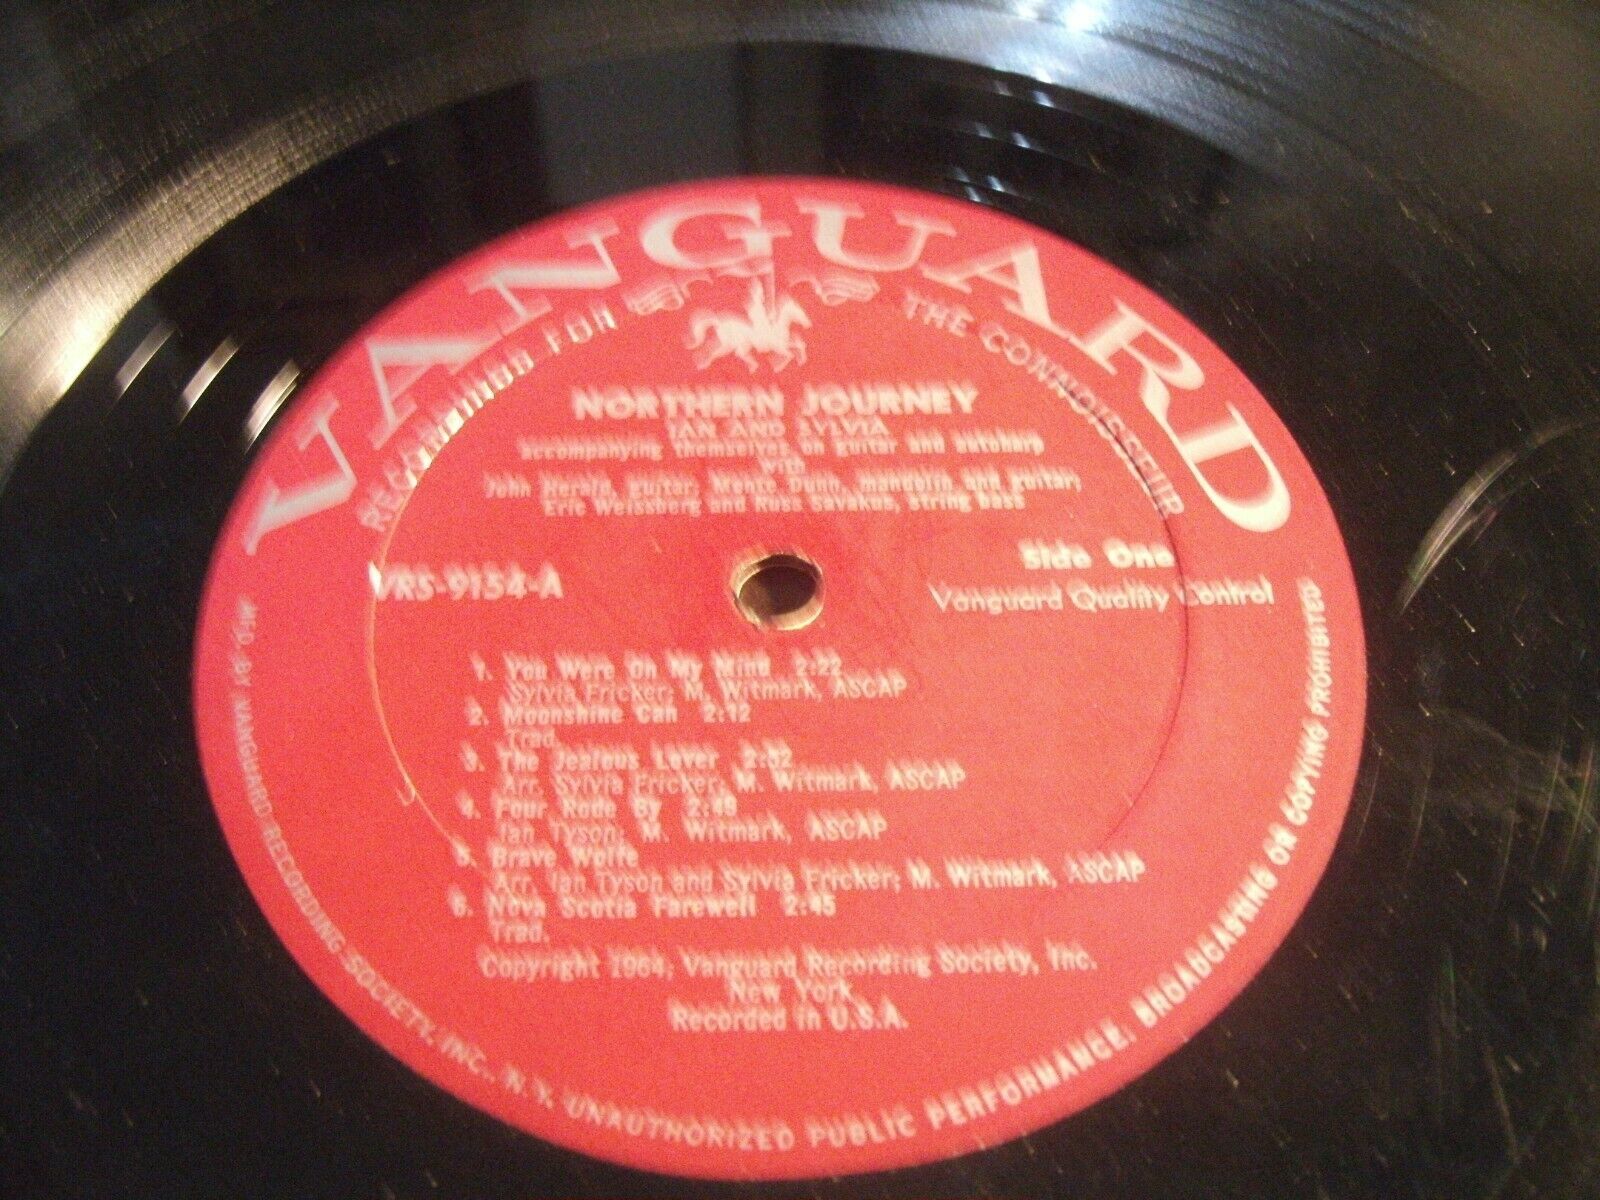 VANGUARD
RECORDINGS FOR THE CONNOISSEUR
NORTHERN JOURNEY
IAN AND SYLVIA
accompanying themselves on guitar and autoharp
with
John Herald, guitar; Monte Dunn, mandolin and guitar;
Eric Weissberg and Russ Savakus, string bass
VRS-9154-A
Side One
Vanguard Quality Control
1. You Were On My Mind 2:22
Sylvia Fricker; M. Witmark, ASCAP
2. Moonshine Can 2:12
Trad.
3. The Jealous Lover 2:32
Arr. Sylvia Fricker; M. Witmark, ASCAP
4. Four Rode By 2:45
Ian Tyson; M. Witmark, ASCAP
5. Brave Wolfe
Arr. Ian Tyson and Sylvia Fricker; M. Witmark, ASCAP
6. Nova Scotia Farewell 2:45
Trad.
Copyright 1964, Vanguard Recording Society, Inc.
New York
Recorded in U.S.A.
MFD. BY VANGUARD RECORDING SOCIETY, INC., N.Y. UNAUTHORIZED PUBLIC PERFORMANCE, BROADCASTING OR COPYING PROHIBITED